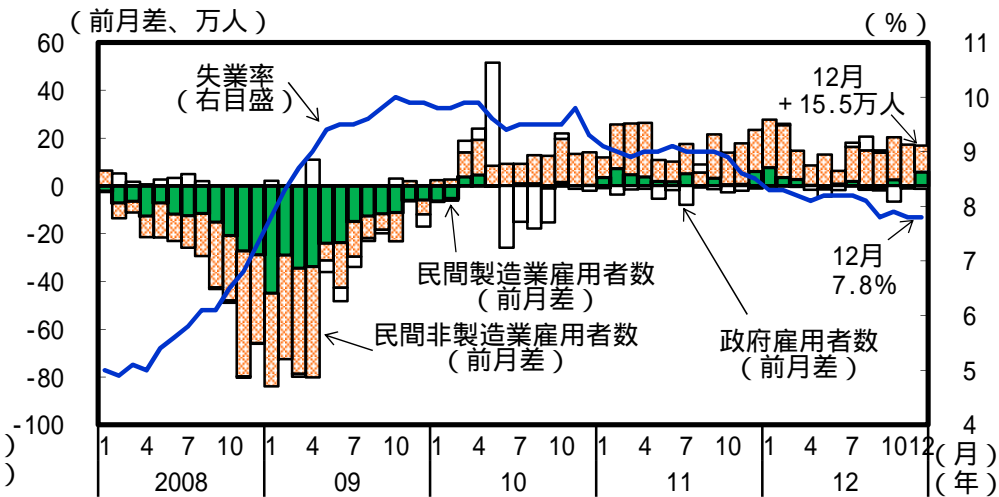 (前月差、万人)
(%)
60
40
20
0
-20
-40
-60
-80
-100
11
10
9
8
7
6
5
4
失業率
(右目盛)
12月
+15.5万人
民間製造業雇用者数
(前月差)
民間非製造業雇用者数
(前月差)
政府雇用者数
(前月差)
12月
7.8%
)
1 4 7 10 1 4 7 10 1 4 7 10 1 4 7 10 1 4 7 10 12 (月)
)
2008 09 10 11 12 (年)